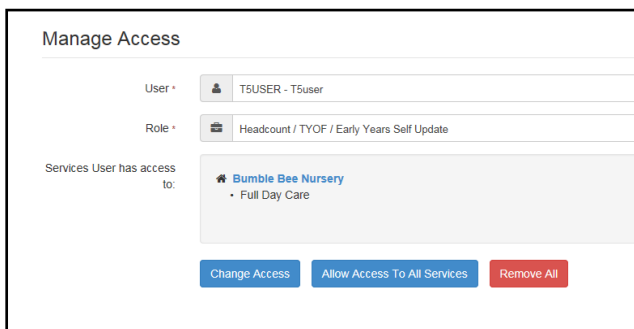 Manage Access
User *
T5USER - T5user
Role *
Headcount / TYOF / Early Years Self Update
Services User has access
to:
Bumble Bee Nursery
• Full Day Care
Change Access
Allow Access To All Services
Remove All